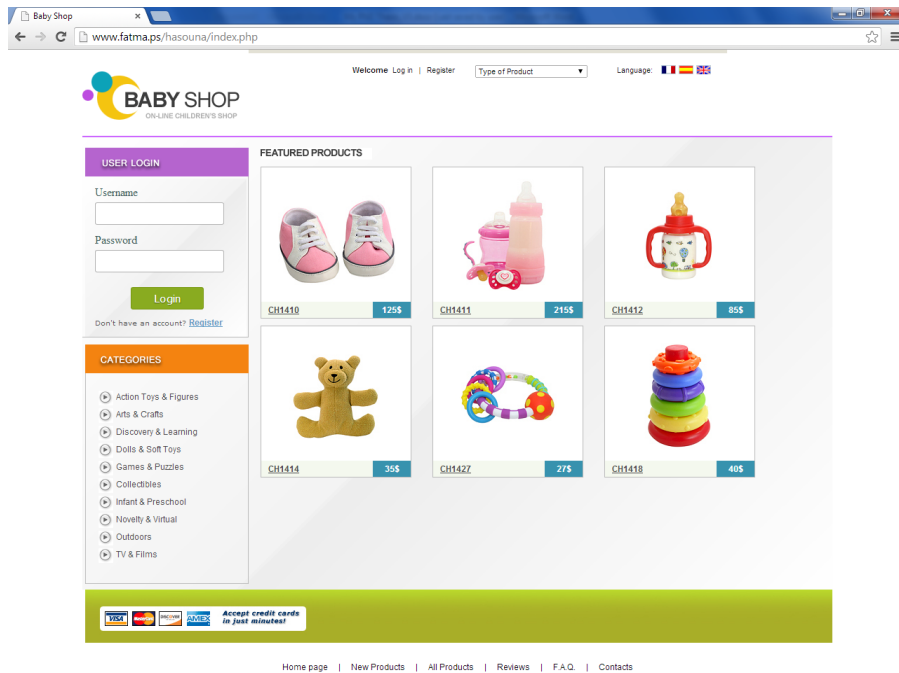 Baby Shop
www.fatma.ps/hasouna/index.php
Welcome Log in | Register
Type of Product
Language:
BABY SHOP
ON-LINE CHILDREN'S SHOP
USER LOGIN
Username
Password
Login
Don't have an account? Register
CATEGORIES
Action Toys & Figures
Arts & Crafts
Discovery & Learning
Dolls & Soft Toys
Games & Puzzles
Collectibles
Infant & Preschool
Novelty & Virtual
Outdoors
TV & Films
FEATURED PRODUCTS
CH1410 125$
CH1411 215$
CH1412 85$
CH1414 35$
CH1427 27$
CH1418 40$
VISA MasterCard DISCOVER AMEX
Accept credit cards
in just minutes!
Home page | New Products | All Products | Reviews | F.A.Q. | Contacts